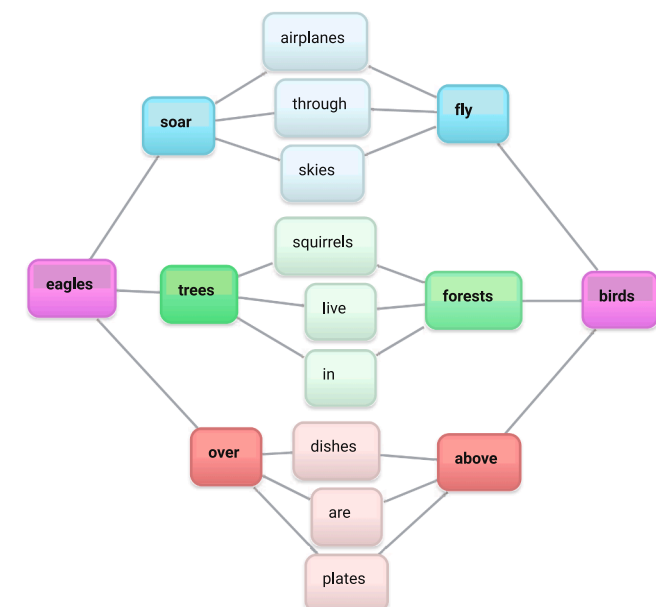 airplanes
soar
through
fly
skies
squirrels
eagles
trees
live
forests
birds
in
over
dishes
above
are
plates